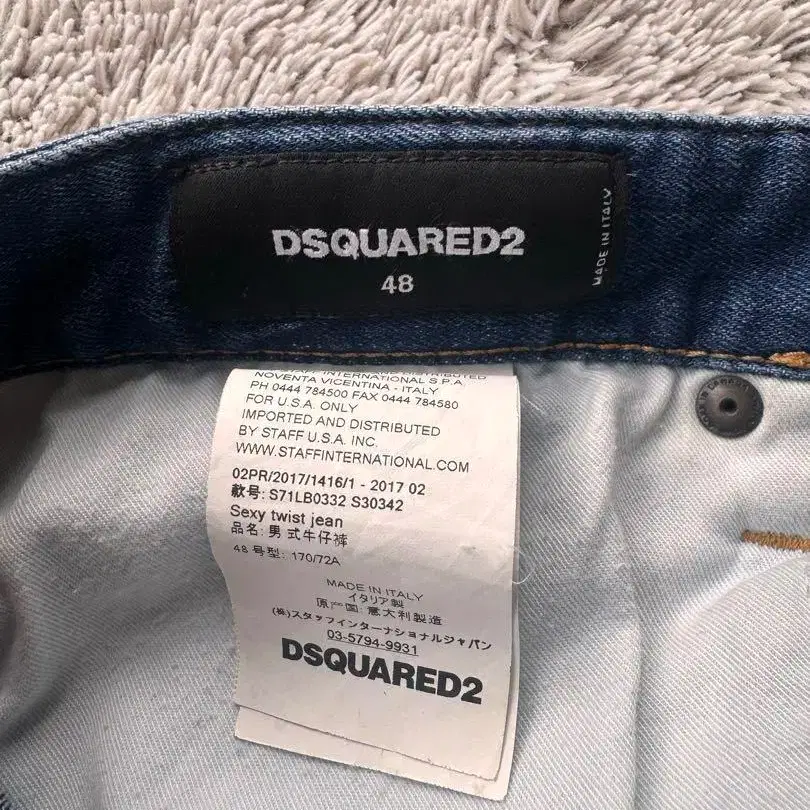 DSQUARED2
48
MADE IN ITALY
INTERNATIONAL S.P.A.
NOVENTA VICENTINA - ITALY
PH 0444 784500 FAX 0444 784580
FOR U.S.A. ONLY
IMPORTED AND DISTRIBUTED
BY STAFF U.S.A. INC.
WWW.STAFFINTERNATIONAL.COM
02PR/2017/1416/1 - 2017 02
款号: S71LB0332 S30342
Sexy twist jean
品名: 男式牛仔裤
48 号型: 170/72A
MADE IN ITALY
イタリア製
原产国: 意大利製造
(株)スタッフインターナショナルジャパン
03-5794-9931
DSQUARED2